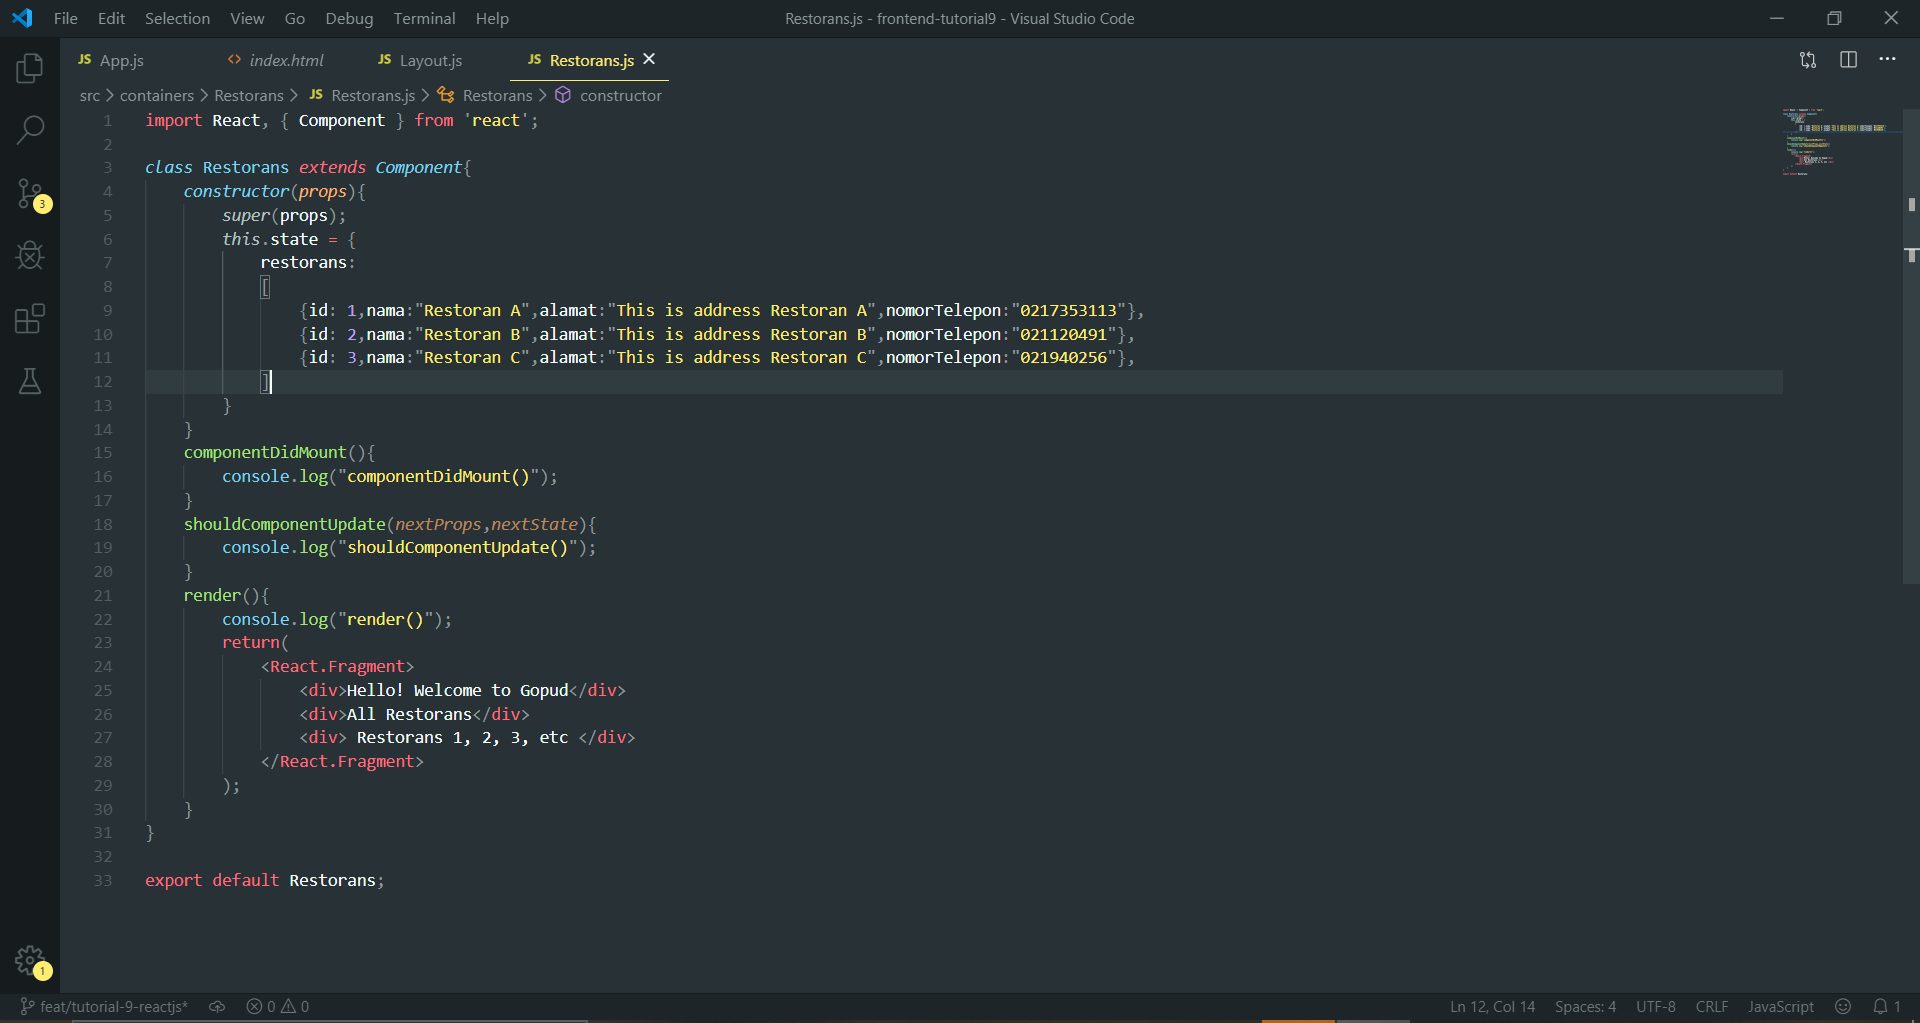 File Edit Selection View Go Debug Terminal Help Restorans.js - frontend-tutorial9 - Visual Studio Code
JS App.js <> index.html JS Layout.js JS Restorans.js
src > containers > Restorans > JS Restorans.js > Restorans > constructor
1 import React, { Component } from 'react';
2
3 class Restorans extends Component{
4 constructor(props){
5 super(props);
6 this.state = {
7 restorans:
8 [
9 {id: 1,nama:"Restoran A",alamat:"This is address Restoran A",nomorTelepon:"0217353113"},
10 {id: 2,nama:"Restoran B",alamat:"This is address Restoran B",nomorTelepon:"021120491"},
11 {id: 3,nama:"Restoran C",alamat:"This is address Restoran C",nomorTelepon:"021940256"},
12 ]
13 }
14 }
15 componentDidMount(){
16 console.log("componentDidMount()");
17 }
18 shouldComponentUpdate(nextProps,nextState){
19 console.log("shouldComponentUpdate()");
20 }
21 render(){
22 console.log("render()");
23 return(
24 <React.Fragment>
25 <div>Hello! Welcome to Gopud</div>
26 <div>All Restorans</div>
27 <div> Restorans 1, 2, 3, etc </div>
28 </React.Fragment>
29 );
30 }
31 }
32
33 export default Restorans;
3
1
feat/tutorial-9-reactjs* 0 0 Ln 12, Col 14 Spaces: 4 UTF-8 CRLF JavaScript 1